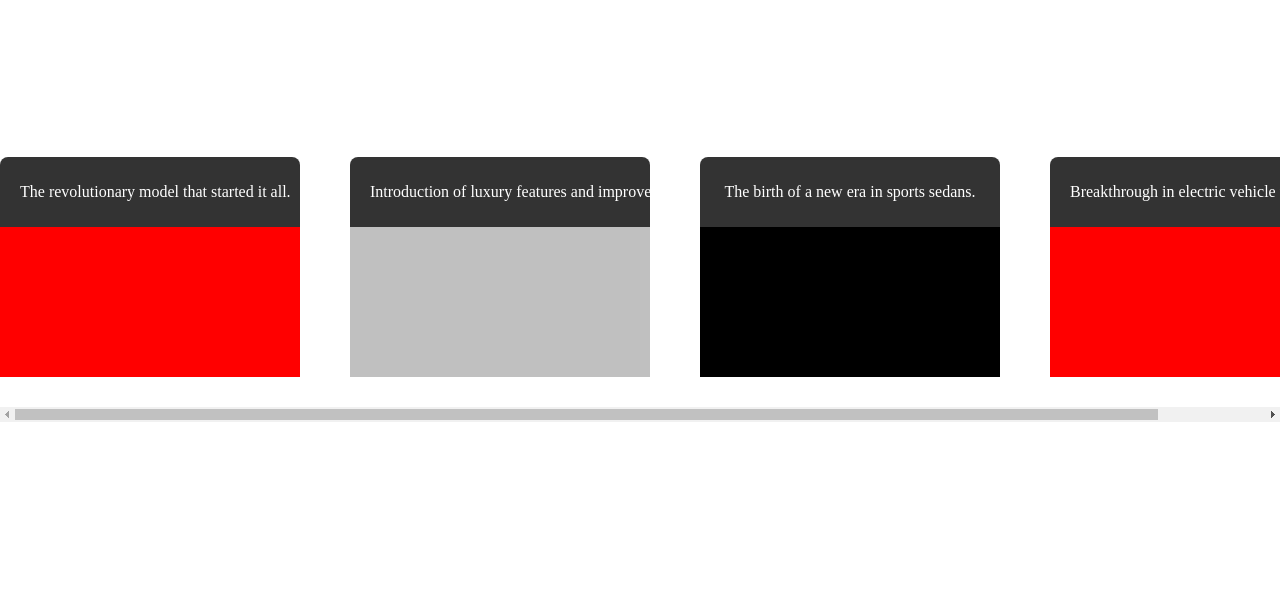 The revolutionary model that started it all.
Introduction of luxury features and improve
The birth of a new era in sports sedans.
Breakthrough in electric vehicle